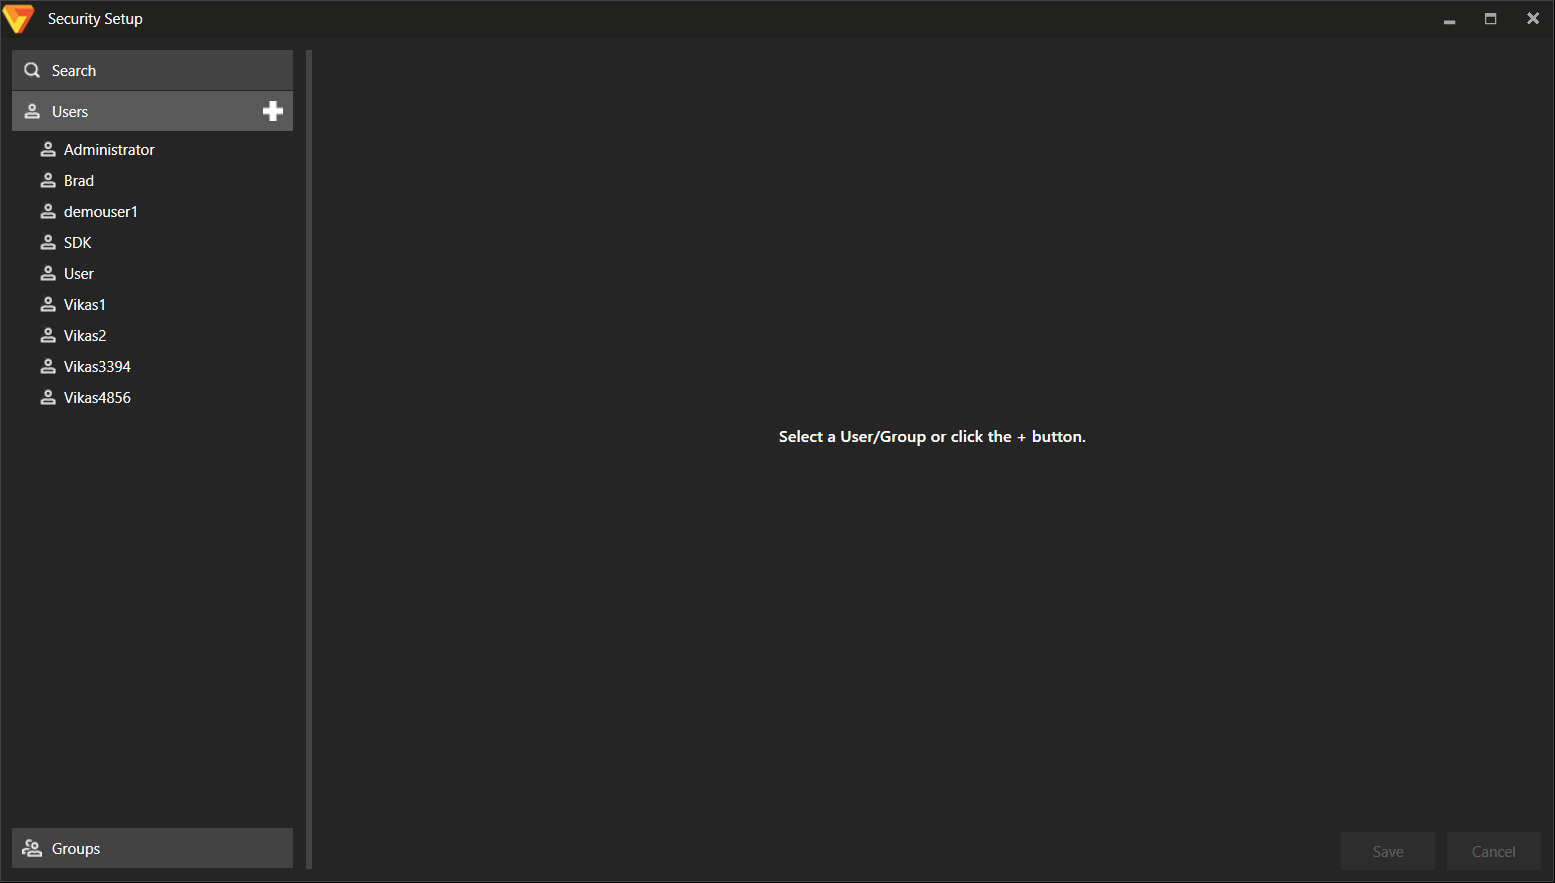 Security Setup
Search
Users
Administrator
Brad
demouser1
SDK
User
Vikas1
Vikas2
Vikas3394
Vikas4856
Select a User/Group or click the + button.
Groups
Save
Cancel